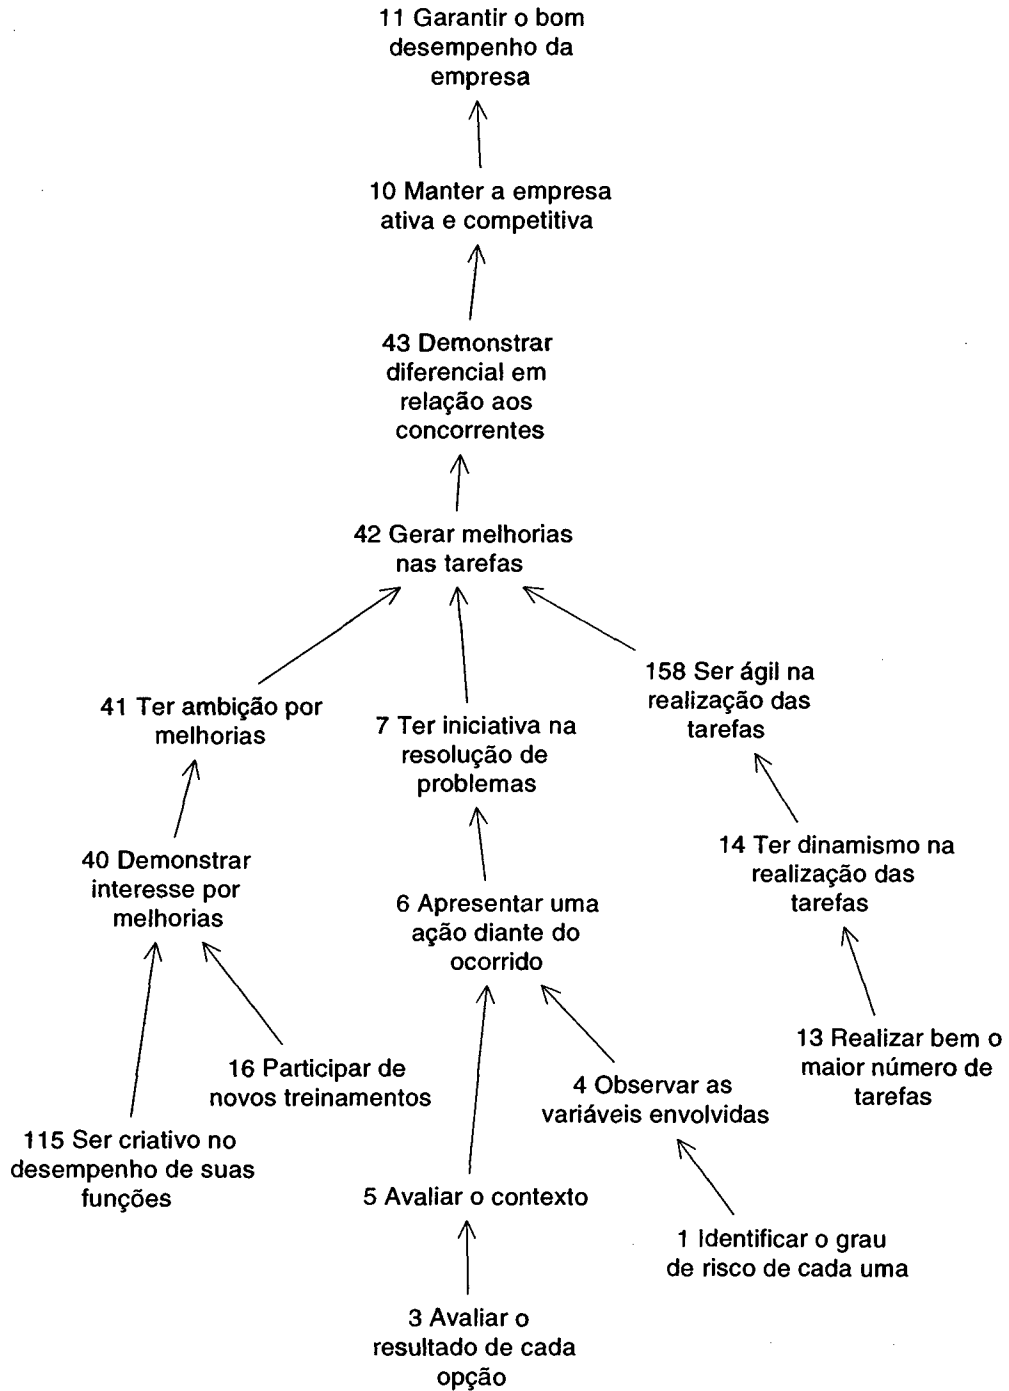 11 Garantir o bom
desempenho da
empresa
10 Manter a empresa
ativa e competitiva
43 Demonstrar
diferencial em
relação aos
concorrentes
42 Gerar melhorias
nas tarefas
41 Ter ambição por
melhorias
7 Ter iniciativa na
resolução de
problemas
158 Ser ágil na
realização das
tarefas
40 Demonstrar
interesse por
melhorias
6 Apresentar uma
ação diante do
ocorrido
14 Ter dinamismo na
realização das
tarefas
115 Ser criativo no
desempenho de suas
funções
16 Participar de
novos treinamentos
5 Avaliar o contexto
4 Observar as
variáveis envolvidas
13 Realizar bem o
maior número de
tarefas
3 Avaliar o
resultado de cada
opção
1 Identificar o grau
de risco de cada uma